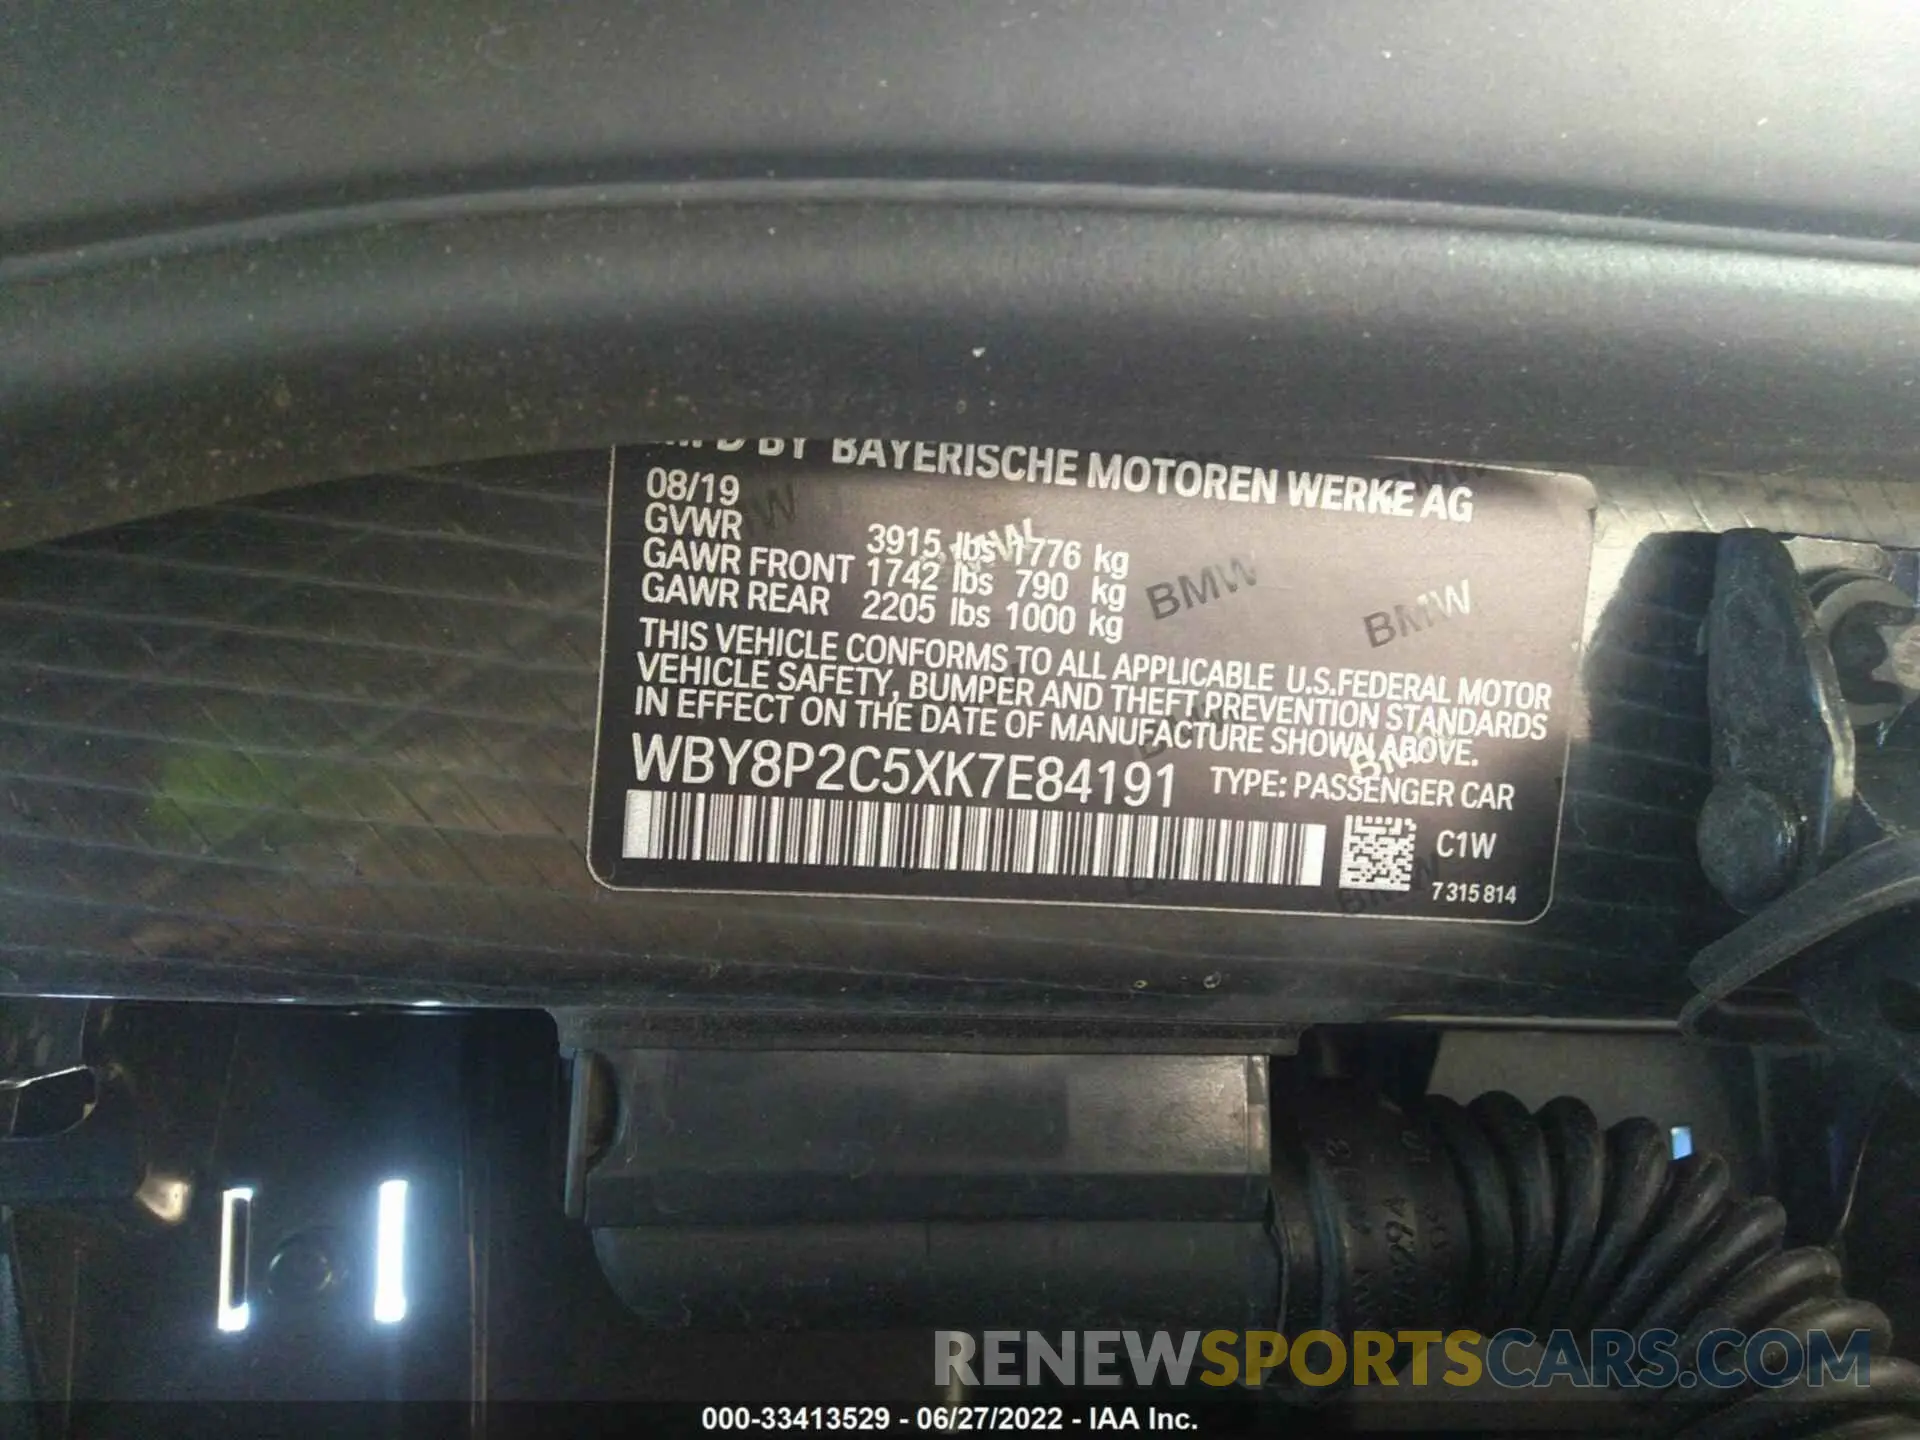 MFD BY BAYERISCHE MOTOREN WERKE AG
08/19
GVWR 3915 lbs 1776 kg
GAWR FRONT 1742 lbs 790 kg
GAWR REAR 2205 lbs 1000 kg
THIS VEHICLE CONFORMS TO ALL APPLICABLE U.S.FEDERAL MOTOR
VEHICLE SAFETY, BUMPER AND THEFT PREVENTION STANDARDS
IN EFFECT ON THE DATE OF MANUFACTURE SHOWN ABOVE.
WBY8P2C5XK7E84191 TYPE: PASSENGER CAR
C1W
7315814
BMW
BMW
RENEWSPORTSCARS.COM
000-33413529 - 06/27/2022 - IAA Inc.